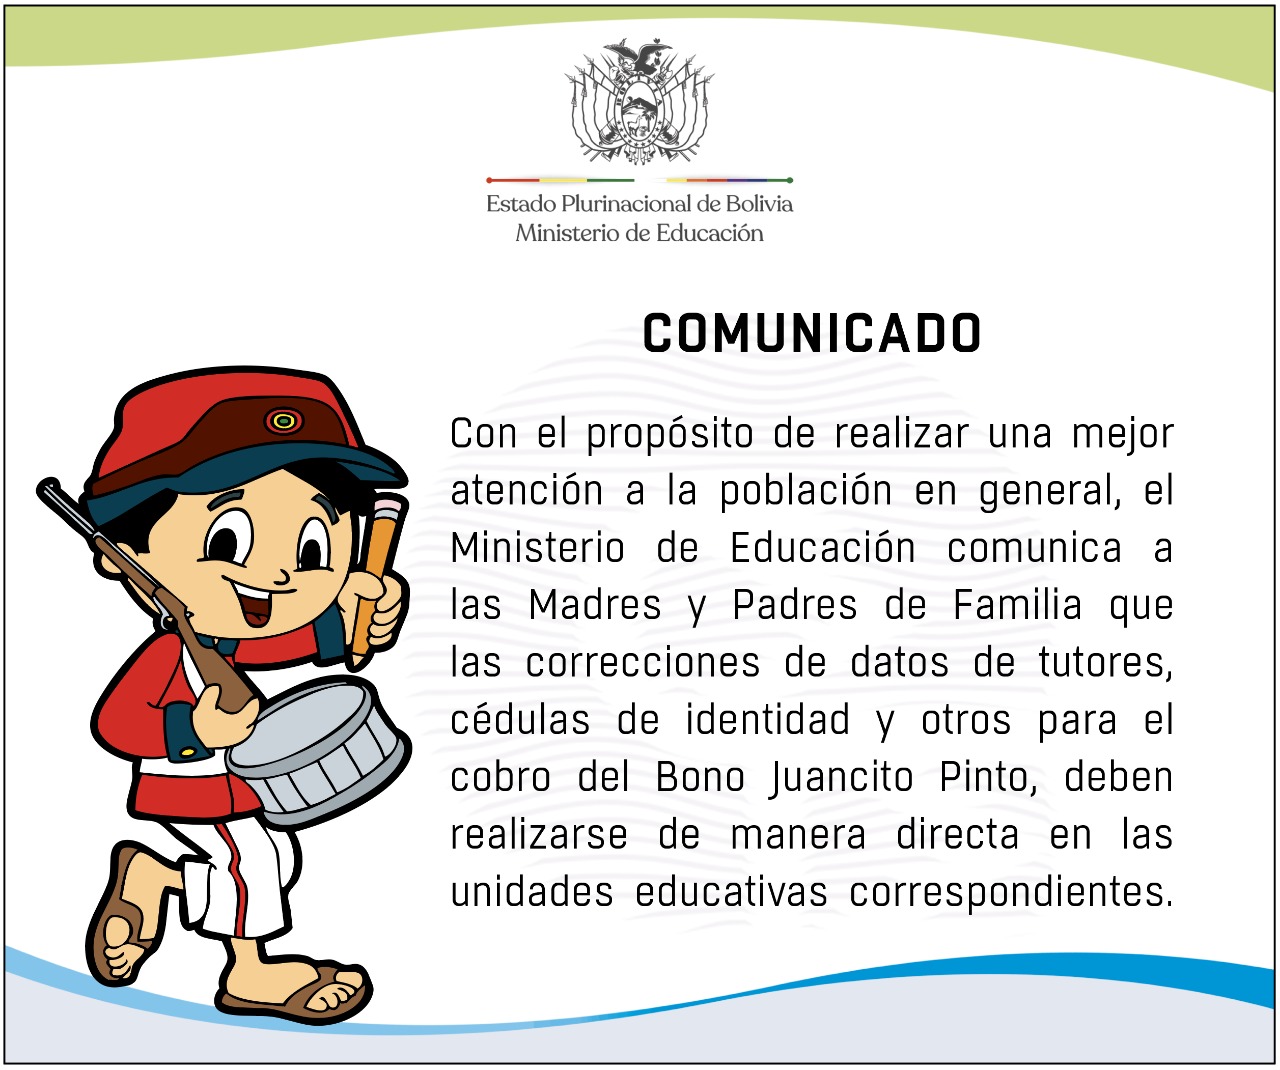 Estado Plurinacional de Bolivia
Ministerio de Educación
COMUNICADO
Con el propósito de realizar una mejor
atención a la población en general, el
Ministerio de Educación comunica a
las Madres y Padres de Familia que
las correcciones de datos de tutores,
cédulas de identidad y otros para el
cobro del Bono Juancito Pinto, deben
realizarse de manera directa en las
unidades educativas correspondientes.